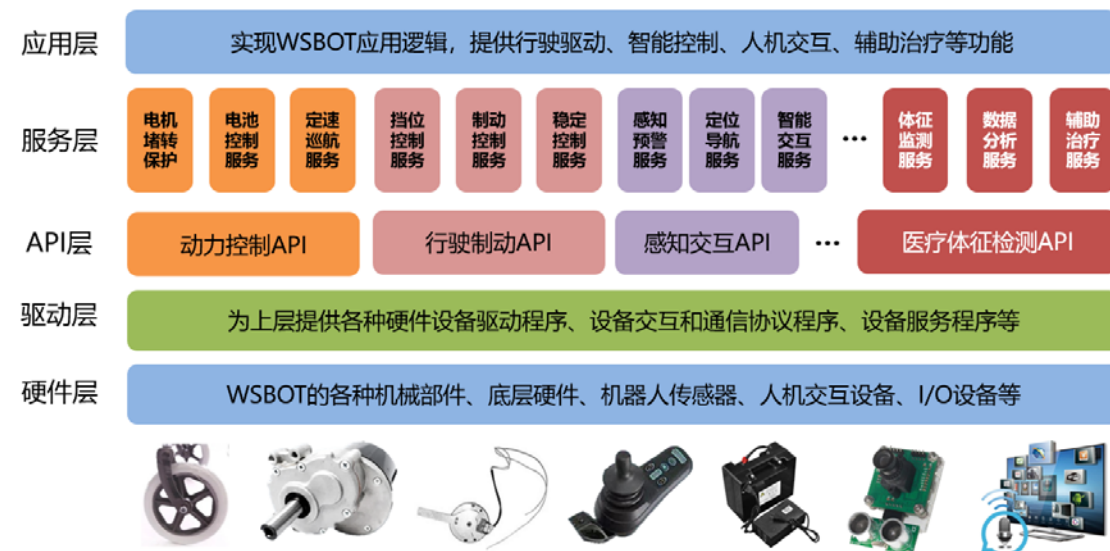 应用层
实现WSBOT应用逻辑，提供行驶驱动、智能控制、人机交互、辅助治疗等功能
服务层
电机
堵转
保护
电池
控制
服务
定速
巡航
服务
挡位
控制
服务
制动
控制
服务
稳定
控制
服务
感知
预警
服务
定位
导航
服务
智能
交互
服务
...
体征
监测
服务
数据
分析
服务
辅助
治疗
服务
API层
动力控制API
行驶制动API
感知交互API
...
医疗体征检测API
驱动层
为上层提供各种硬件设备驱动程序、设备交互和通信协议程序、设备服务程序等
硬件层
WSBOT的各种机械部件、底层硬件、机器人传感器、人机交互设备、I/O设备等